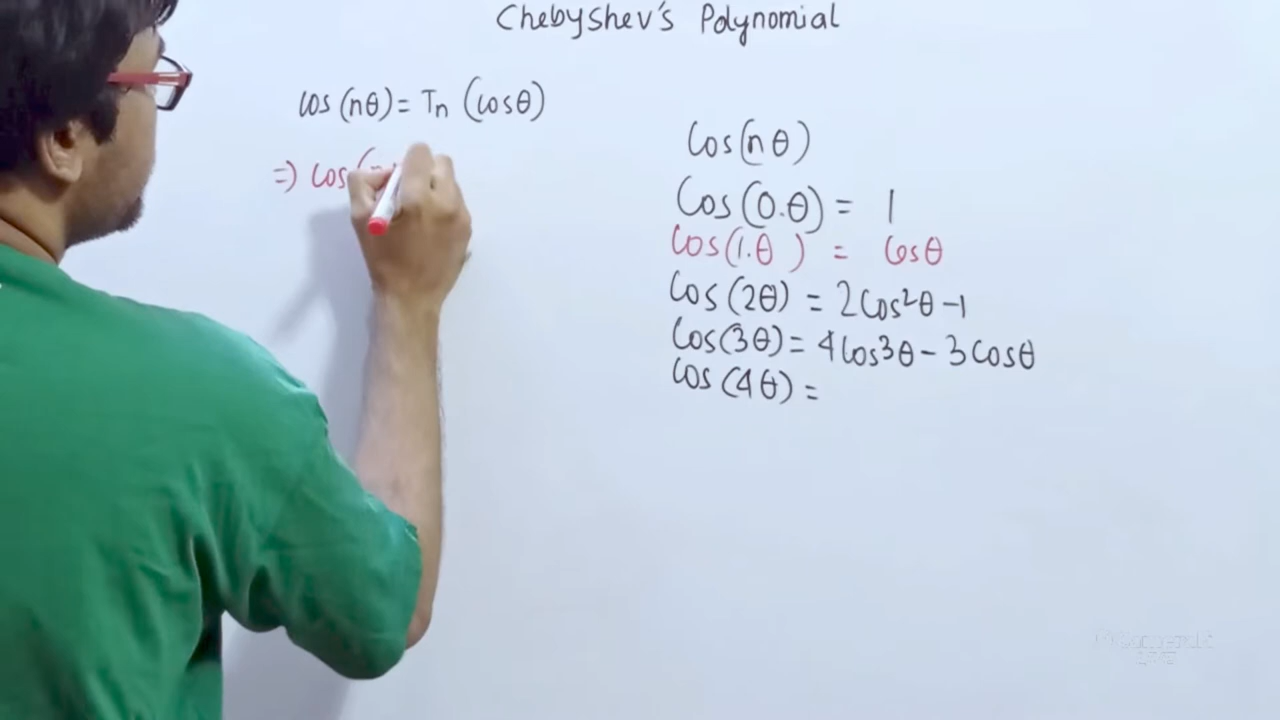 Chebyshev's Polynomial
cos(nθ) = Tn (cosθ)
=) cos(n
Cos(nθ)
Cos(0.θ) = 1
Cos(1.θ ) = Cosθ
Cos(2θ) = 2Cos²θ-1
Cos(3θ) = 4Cos³θ - 3Cosθ
Cos(4θ) =